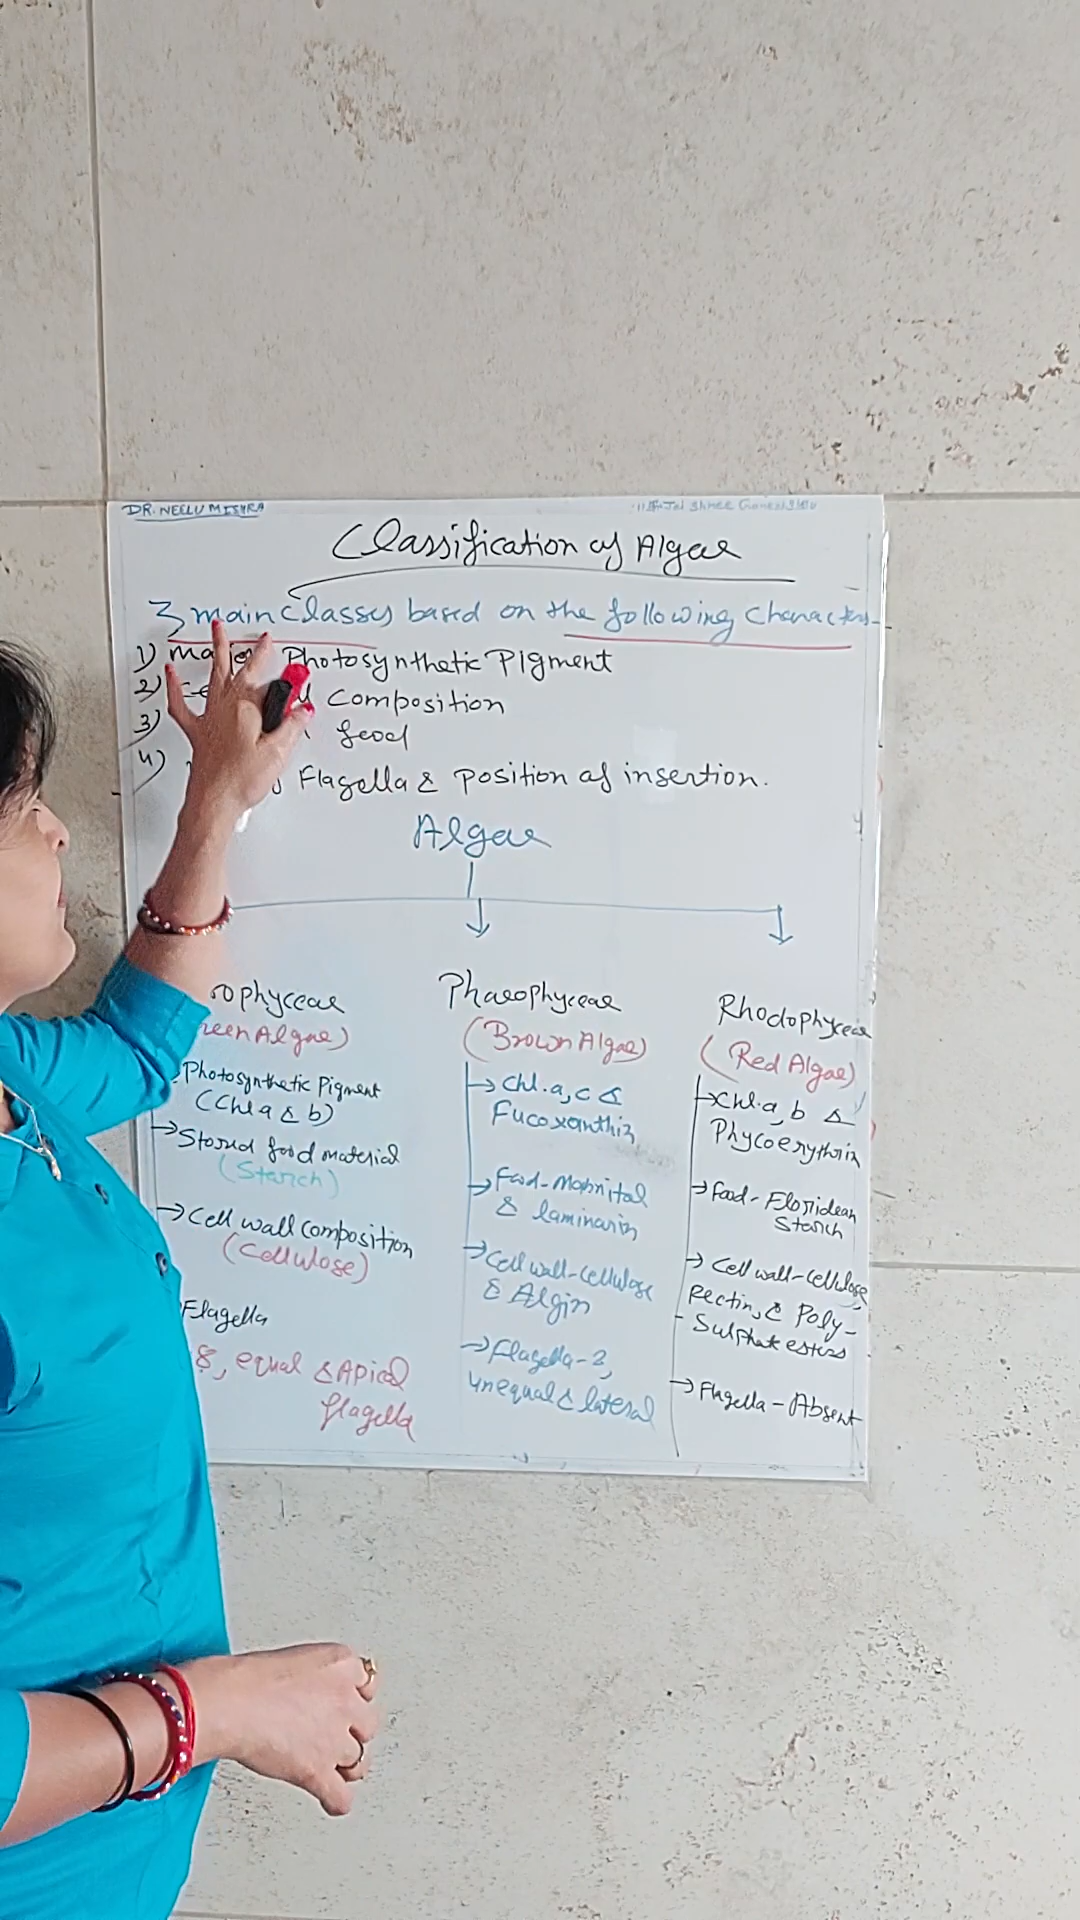 DR. NEELU MISHRA
Classification of Algae
3 main Classes based on the following Characters
1) Major Photosynthetic Pigment
2) Composition
3) food
4) Flagella & Position of insertion.
Algae
ophyceae
reen Algae)
Photosynthetic Pigment
(Chl a & b)
→ Stored food material
(Starch)
→ Cell wall composition
(Cellulose)
Flagella
8, equal & Apical
flagella
Phaeophyceae
(Brown Algae)
→ Chl. a, c &
Fucoxanthin
→ Food - Mannital
& laminarin
→ Cell wall - Cellulose
& Algin
→ Flagella - 2,
unequal & lateral
Rhodophyceae
(Red Algae)
→ Chl. a, b &
Phycoerythrin
→ Food - Floridean
Starch
→ Cell wall - Cellulose,
Pectin, & Poly-
Sulphate esters
→ Flagella - Absent